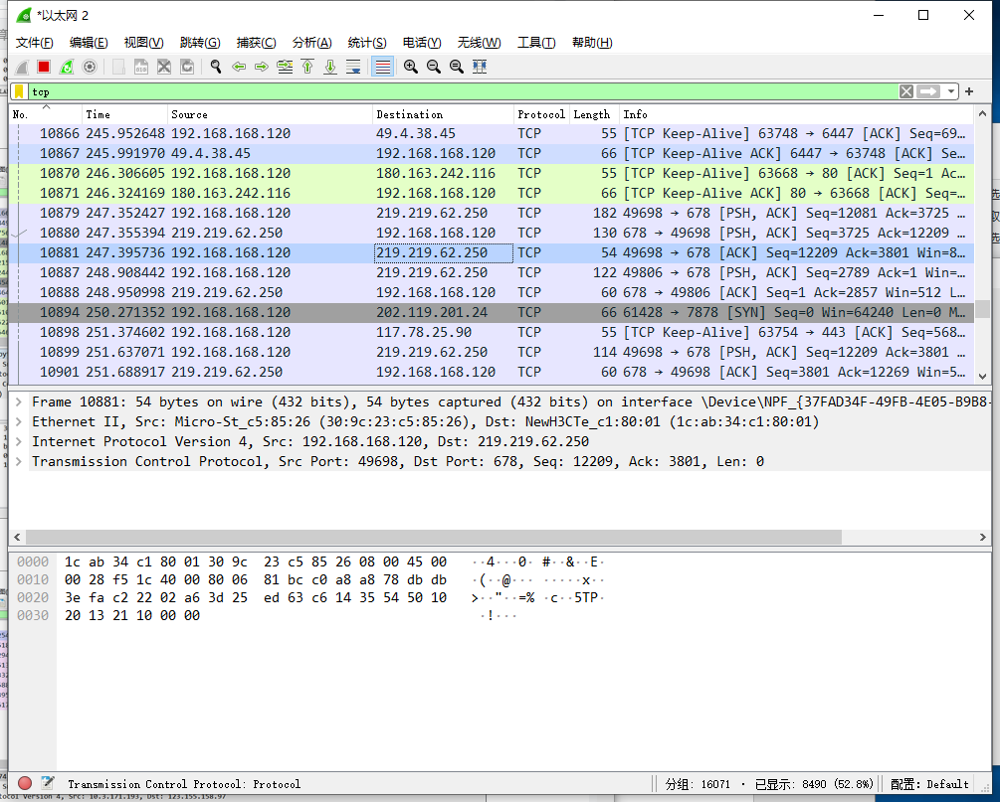 *以太网 2
文件(F) 编辑(E) 视图(V) 跳转(G) 捕获(C) 分析(A) 统计(S) 电话(Y) 无线(W) 工具(T) 帮助(H)
tcp
No. Time Source Destination Protocol Length Info
10866 245.952648 192.168.168.120 49.4.38.45 TCP 55 [TCP Keep-Alive] 63748 → 6447 [ACK] Seq=69…
10867 245.991970 49.4.38.45 192.168.168.120 TCP 66 [TCP Keep-Alive ACK] 6447 → 63748 [ACK] Se…
10870 246.306605 192.168.168.120 180.163.242.116 TCP 55 [TCP Keep-Alive] 63668 → 80 [ACK] Seq=1 Ac…
10871 246.324169 180.163.242.116 192.168.168.120 TCP 66 [TCP Keep-Alive ACK] 80 → 63668 [ACK] Seq=…
10879 247.352427 192.168.168.120 219.219.62.250 TCP 182 49698 → 678 [PSH, ACK] Seq=12081 Ack=3725 …
10880 247.355394 219.219.62.250 192.168.168.120 TCP 130 678 → 49698 [PSH, ACK] Seq=3725 Ack=12209 …
10881 247.395736 192.168.168.120 219.219.62.250 TCP 54 49698 → 678 [ACK] Seq=12209 Ack=3801 Win=8…
10887 248.908442 192.168.168.120 219.219.62.250 TCP 122 49806 → 678 [PSH, ACK] Seq=2789 Ack=1 Win=…
10888 248.950998 219.219.62.250 192.168.168.120 TCP 60 678 → 49806 [ACK] Seq=1 Ack=2857 Win=512 L…
10894 250.271352 192.168.168.120 202.119.201.24 TCP 66 61428 → 7878 [SYN] Seq=0 Win=64240 Len=0 M…
10898 251.374602 192.168.168.120 117.78.25.90 TCP 55 [TCP Keep-Alive] 63754 → 443 [ACK] Seq=568…
10899 251.637071 192.168.168.120 219.219.62.250 TCP 114 49698 → 678 [PSH, ACK] Seq=12209 Ack=3801 …
10901 251.688917 219.219.62.250 192.168.168.120 TCP 60 678 → 49698 [ACK] Seq=3801 Ack=12269 Win=5…
Frame 10881: 54 bytes on wire (432 bits), 54 bytes captured (432 bits) on interface \Device\NPF_{37FAD34F-49FB-4E05-B9B8-
Ethernet II, Src: Micro-St_c5:85:26 (30:9c:23:c5:85:26), Dst: NewH3CTe_c1:80:01 (1c:ab:34:c1:80:01)
Internet Protocol Version 4, Src: 192.168.168.120, Dst: 219.219.62.250
Transmission Control Protocol, Src Port: 49698, Dst Port: 678, Seq: 12209, Ack: 3801, Len: 0
0000 1c ab 34 c1 80 01 30 9c 23 c5 85 26 08 00 45 00 ··4···0· #··&··E·
0010 00 28 f5 1c 40 00 80 06 81 bc c0 a8 a8 78 db db ·(··@··· ·····x··
0020 3e fa c2 22 02 a6 3d 25 ed 63 c6 14 35 54 50 10 >··"··=% ·c··5TP·
0030 20 13 21 10 00 00 ·!···
Transmission Control Protocol: Protocol 分组: 16071 · 已显示: 8490 (52.8%) 配置: Default